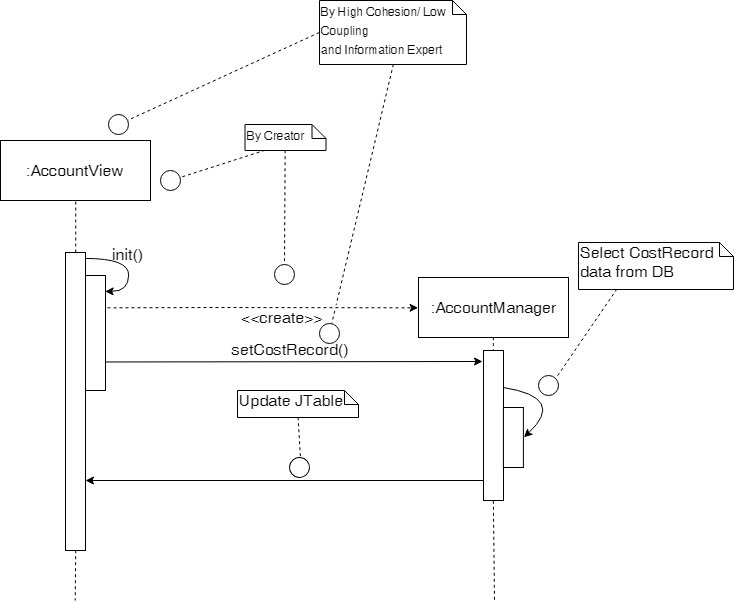 By High Cohesion/ Low
Coupling
and Information Expert
By Creator
:AccountView
init()
Select CostRecord
data from DB
:AccountManager
<<create>>
setCostRecord()
Update JTable